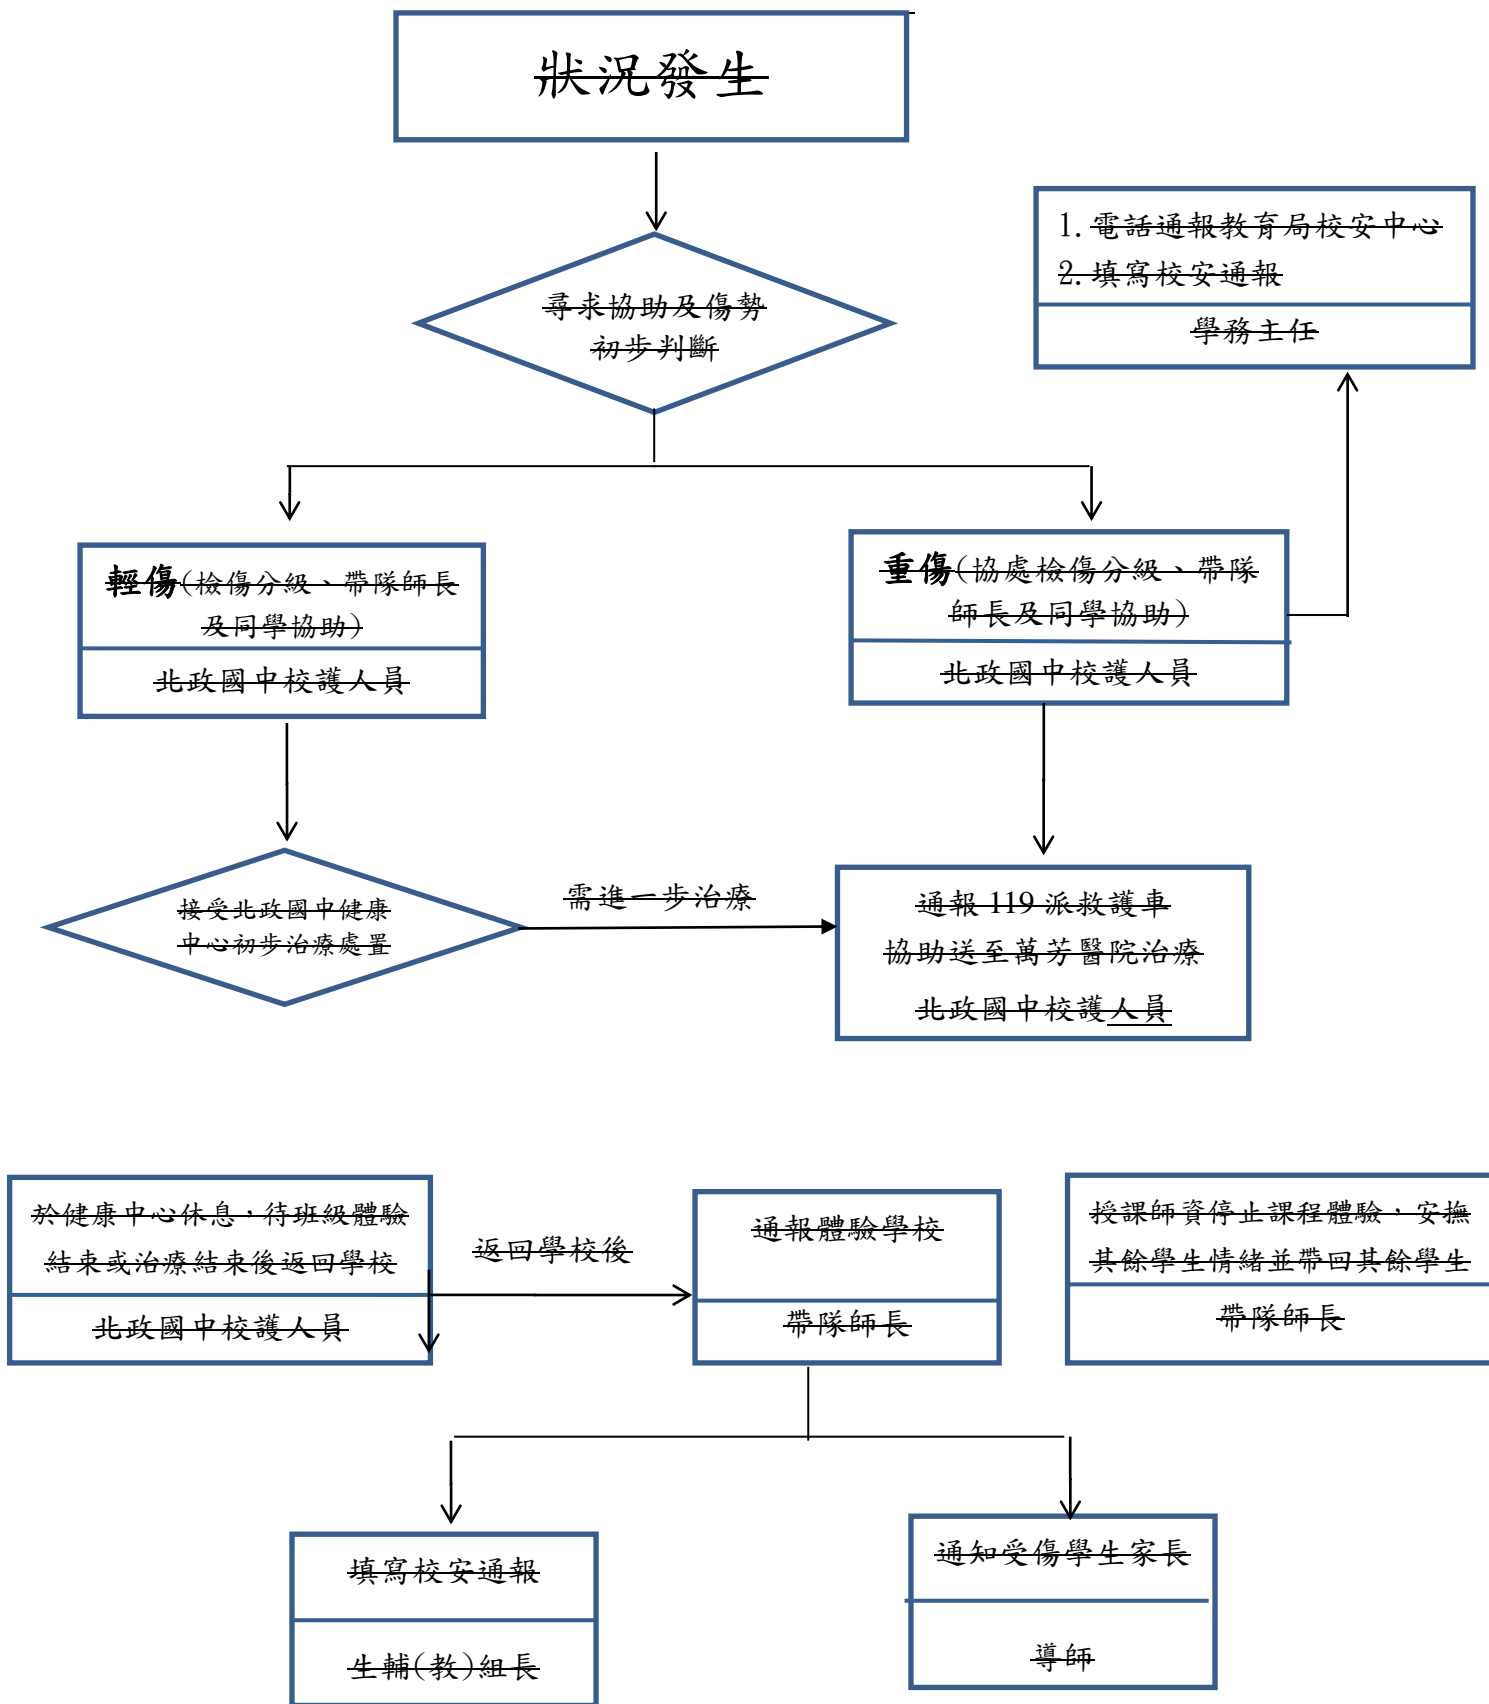 狀況發生
1. 電話通報教育局校安中心
2. 填寫校安通報
學務主任
尋求協助及傷勢
初步判斷
輕傷(檢傷分級、帶隊師長
及同學協助)
北政國中校護人員
重傷(協處檢傷分級、帶隊
師長及同學協助)
北政國中校護人員
接受北政國中健康
中心初步治療處置
需進一步治療
通報 119 派救護車
協助送至萬芳醫院治療
北政國中校護人員
於健康中心休息，待班級體驗
結束或治療結束後返回學校
北政國中校護人員
返回學校後
通報體驗學校
帶隊師長
授課師資停止課程體驗，安撫
其餘學生情緒並帶回其餘學生
帶隊師長
填寫校安通報
生輔(教)組長
通知受傷學生家長
導師